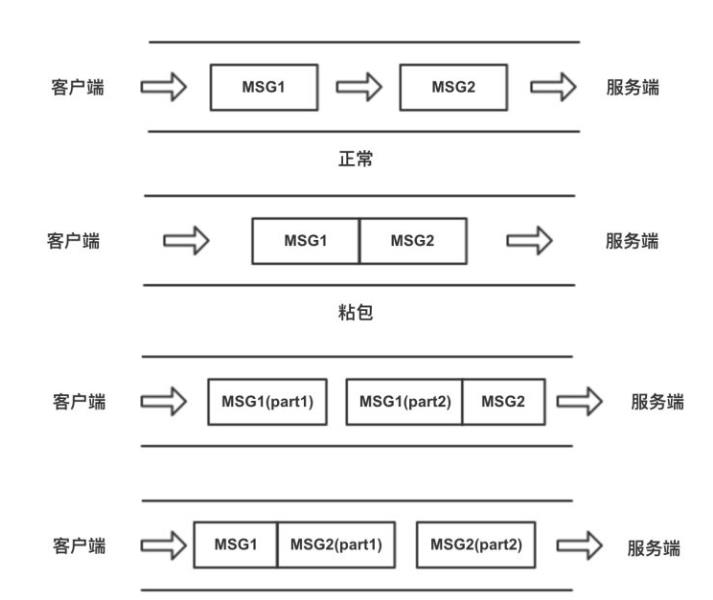 客户端 MSG1 MSG2 服务端
正常
客户端 MSG1 MSG2 服务端
粘包
客户端 MSG1(part1) MSG1(part2) MSG2 服务端
客户端 MSG1 MSG2(part1) MSG2(part2) 服务端